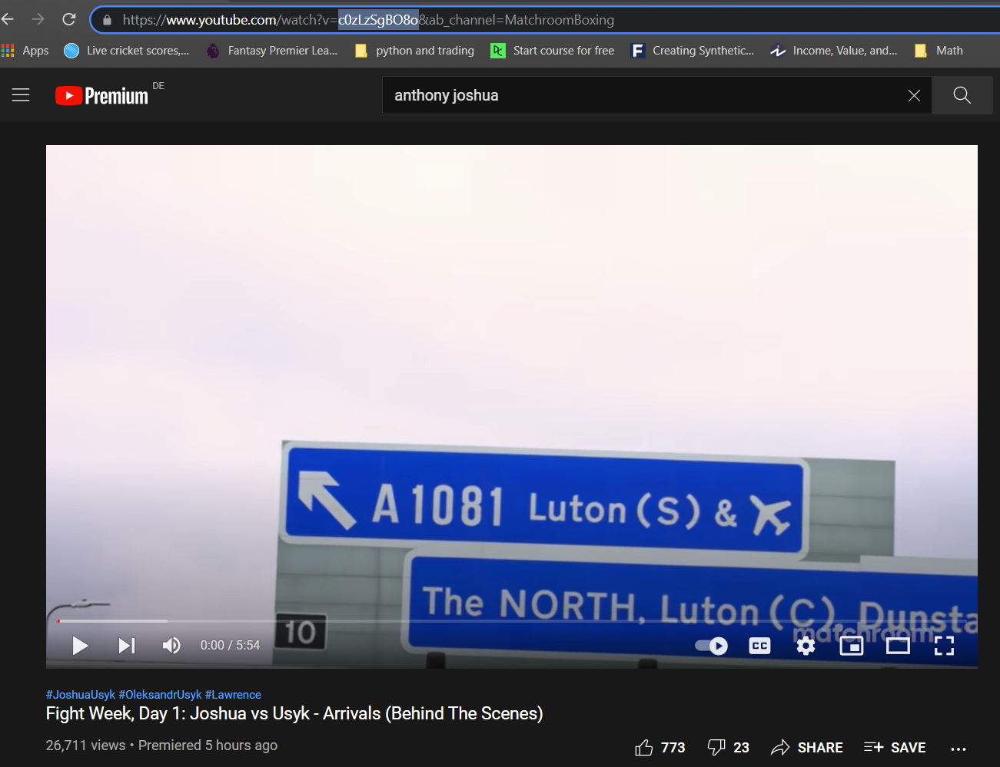 https://www.youtube.com/watch?v=c0zLzSgBO8o&ab_channel=MatchroomBoxing
Apps Live cricket scores,... Fantasy Premier Lea... python and trading Start course for free Creating Synthetic... Income, Value, and... Math
Premium DE
anthony joshua
A1081 Luton (S) &
The NORTH, Luton (C), Dunsta
10
matchroom
0:00 / 5:54
CC
#JoshuaUsyk #OleksandrUsyk #Lawrence
Fight Week, Day 1: Joshua vs Usyk - Arrivals (Behind The Scenes)
26,711 views • Premiered 5 hours ago
773 23 SHARE SAVE